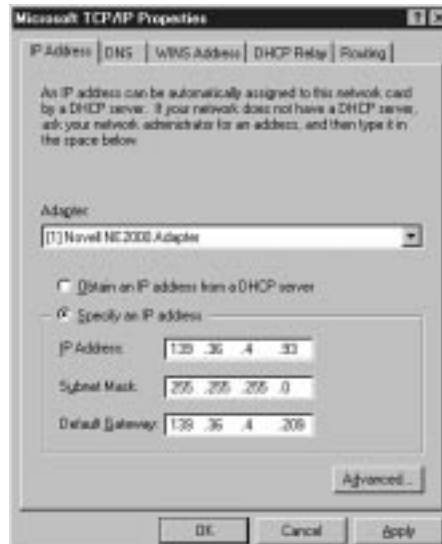 Microsoft TCP/IP Properties
IP Address DNS WINS Address DHCP Relay Routing
An IP address can be automatically assigned to this network card
by a DHCP server. If your network does not have a DHCP server,
ask your network administrator for an address, and then type it in
the space below.
Adapter:
[1] Novell NE2000 Adapter
Obtain an IP address from a DHCP server
Specify an IP address
IP Address: 139 .36 .4 .93
Subnet Mask: 255 .255 .255 .0
Default Gateway: 139 .36 .4 .209
Advanced...
OK Cancel Apply